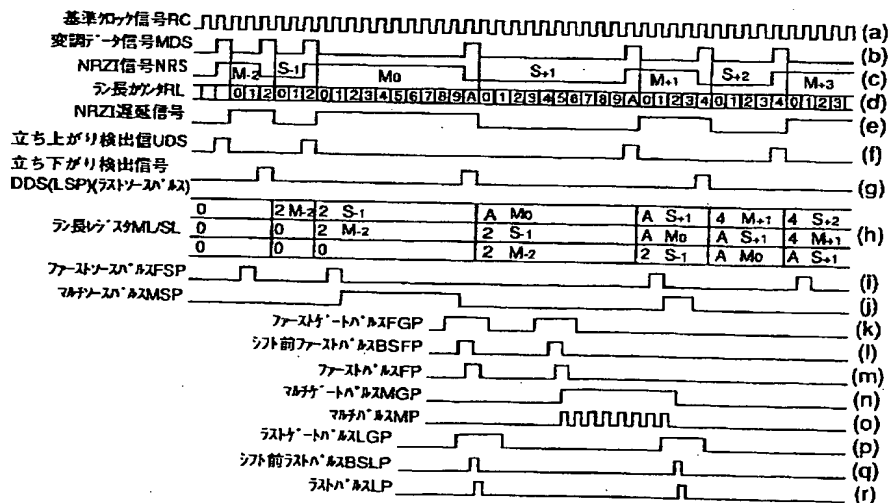 基準クロック信号RC (a)
変調データ信号MDS (b)
NRZI信号NRS M-2 S-1 M0 S+1 M+1 S+2 M+3 (c)
ラン長カウンタRL 0 1 2 0 1 2 0 1 2 3 4 5 6 7 8 9 A 0 1 2 3 4 5 6 7 8 9 A 0 1 2 3 4 0 1 2 3 4 0 1 2 3 (d)
NRZI遅延信号 (e)
立ち上がり検出信UDS (f)
立ち下がり検出信号
DDS(LSP)(ラストソースパルス) (g)
0 2 M-2 2 S-1 A M0 A S+1 4 M+1 4 S+2
ラン長レジスタML/SL 0 0 2 M-2 2 S-1 A M0 A S+1 4 M+1 (h)
0 0 0 2 M-2 2 S-1 A M0 A S+1
ファーストソースパルスFSP (i)
マルチソースパルスMSP (j)
ファーストゲートパルスFGP (k)
シフト前ファーストパルスBSFP (l)
ファーストパルスFP (m)
マルチゲートパルスMGP (n)
マルチパルスMP (o)
ラストゲートパルスLGP (p)
シフト前ラストパルスBSLP (q)
ラストパルスLP (r)